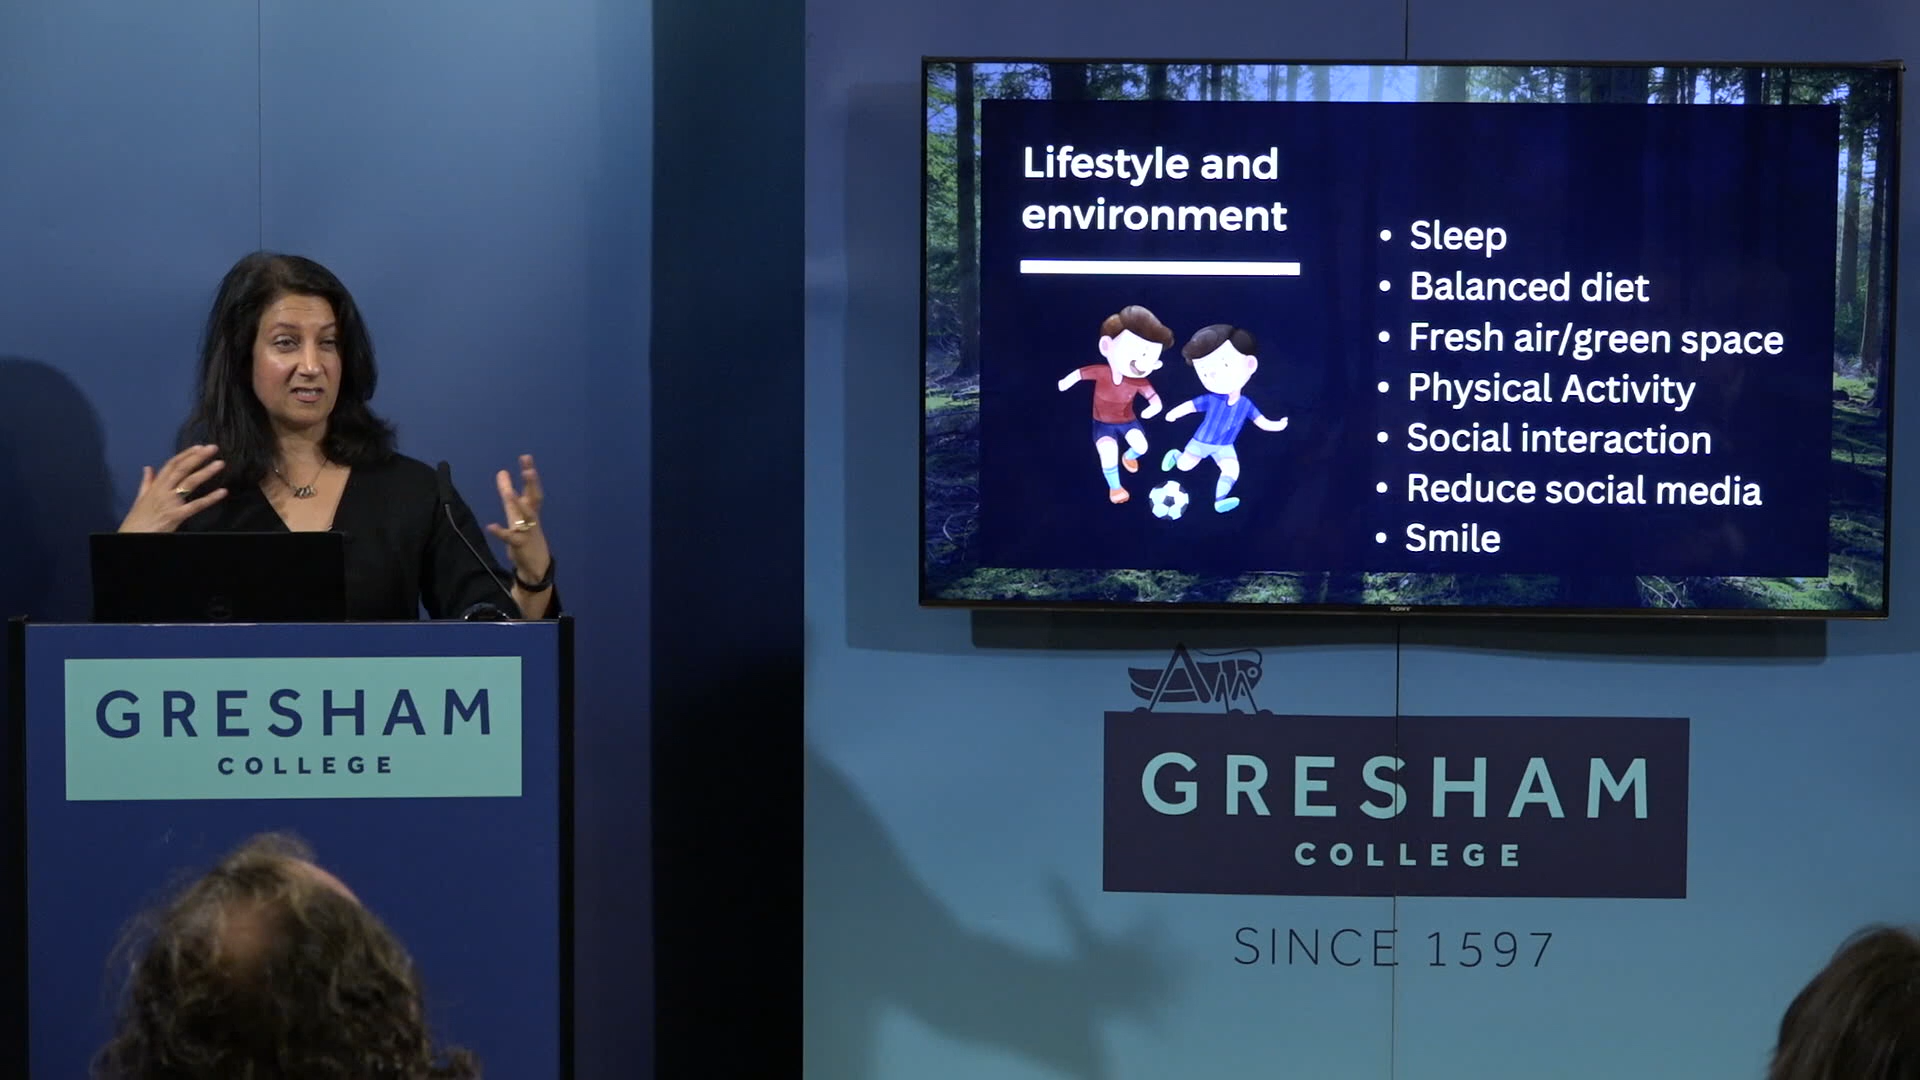 Lifestyle and
environment
• Sleep
• Balanced diet
• Fresh air/green space
• Physical Activity
• Social interaction
• Reduce social media
• Smile
SONY
GRESHAM
COLLEGE
GRESHAM
COLLEGE
SINCE 1597